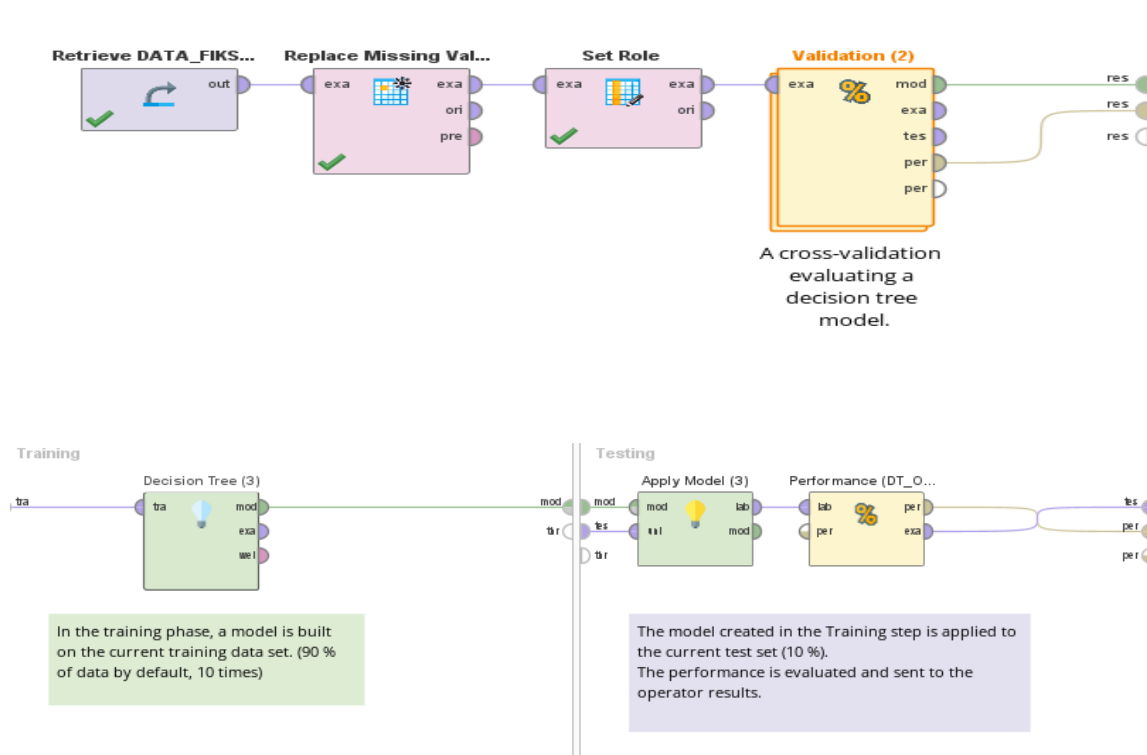 Retrieve DATA_FIKS... Replace Missing Val... Set Role Validation (2)
out exa exa exa exa exa mod res
ori ori exa res
pre tes res
per
per
A cross-validation
evaluating a
decision tree
model.
Training
Decision Tree (3)
tra tra mod mod
exa thr
wei
In the training phase, a model is built
on the current training data set. (90 %
of data by default, 10 times)
Testing
Apply Model (3) Performance (DT_O...
mod mod lab lab per tes
tes unl mod per exa per
thr per
The model created in the Training step is applied to
the current test set (10 %).
The performance is evaluated and sent to the
operator results.